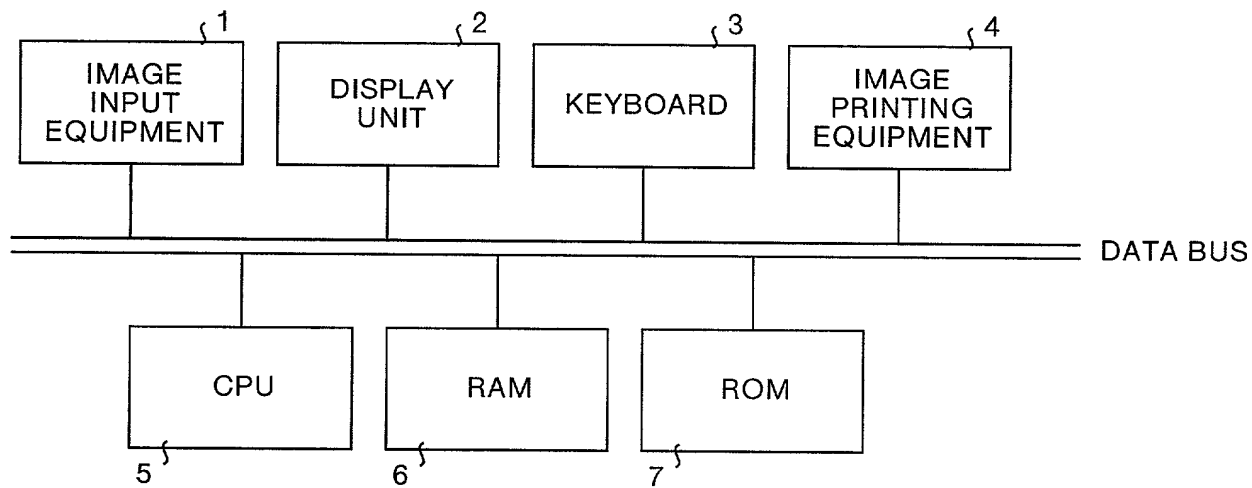 1
2
3
4
IMAGE
INPUT
EQUIPMENT
DISPLAY
UNIT
KEYBOARD
IMAGE
PRINTING
EQUIPMENT
DATA BUS
CPU
RAM
ROM
5
6
7